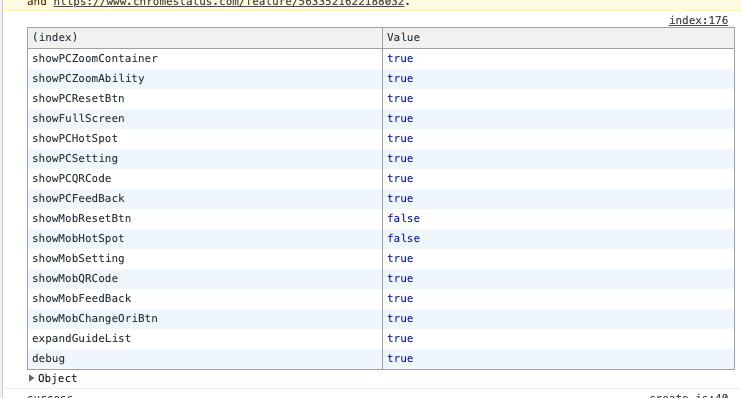 and https://www.chromestatus.com/feature/5633521622188032.
index:176
(index) Value
showPCZoomContainer true
showPCZoomAbility true
showPCResetBtn true
showFullScreen true
showPCHotSpot true
showPCSetting true
showPCQRCode true
showPCFeedBack true
showMobResetBtn false
showMobHotSpot false
showMobSetting true
showMobQRCode true
showMobFeedBack true
showMobChangeOriBtn true
expandGuideList true
debug true
Object
success create.js:40